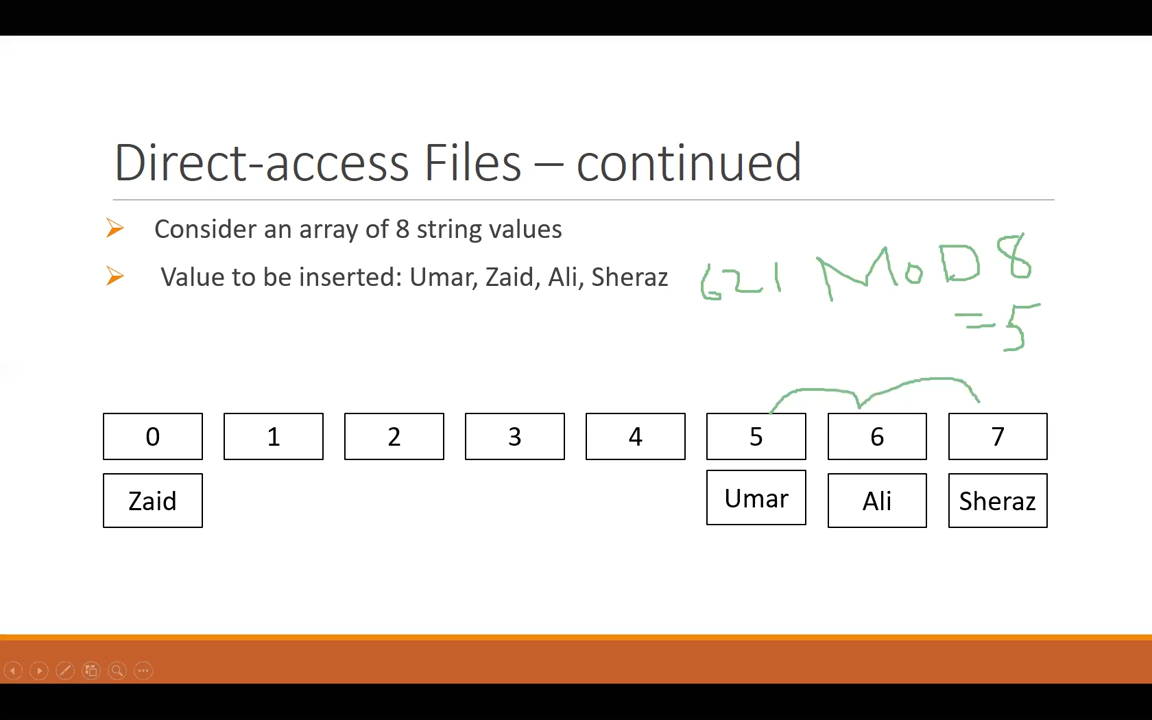 Direct-access Files – continued
Consider an array of 8 string values
Value to be inserted: Umar, Zaid, Ali, Sheraz
621 MoD 8
=5
0 1 2 3 4 5 6 7
Zaid Umar Ali Sheraz